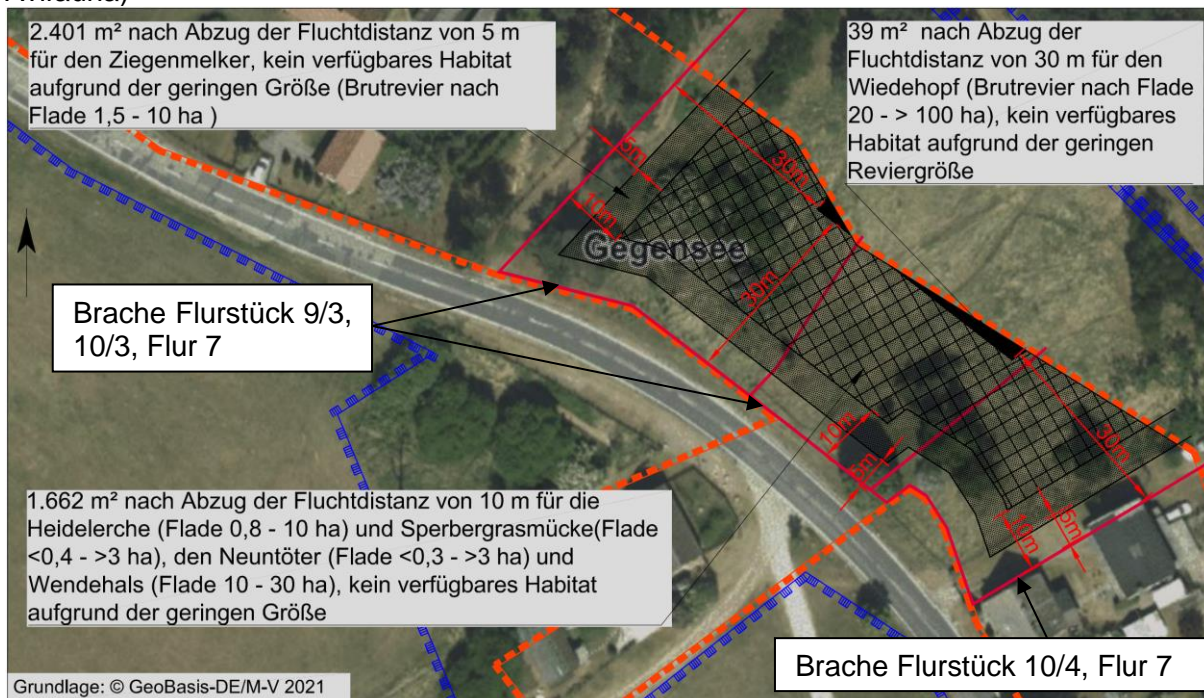 2.401 m² nach Abzug der Fluchtdistanz von 5 m
für den Ziegenmelker, kein verfügbares Habitat
aufgrund der geringen Größe (Brutrevier nach
Flade 1,5 - 10 ha )
39 m² nach Abzug der
Fluchtdistanz von 30 m für den
Wiedehopf (Brutrevier nach Flade
20 - > 100 ha), kein verfügbares
Habitat aufgrund der geringen
Reviergröße
5m
30m
10m
Gegensee
30m
Brache Flurstück 9/3,
10/3, Flur 7
10m
5m
30m
10m
5m
1.662 m² nach Abzug der Fluchtdistanz von 10 m für die
Heidelerche (Flade 0,8 - 10 ha) und Sperbergrasmücke(Flade
<0,4 - >3 ha), den Neuntöter (Flade <0,3 - >3 ha) und
Wendehals (Flade 10 - 30 ha), kein verfügbares Habitat
aufgrund der geringen Größe
Brache Flurstück 10/4, Flur 7
Grundlage: © GeoBasis-DE/M-V 2021